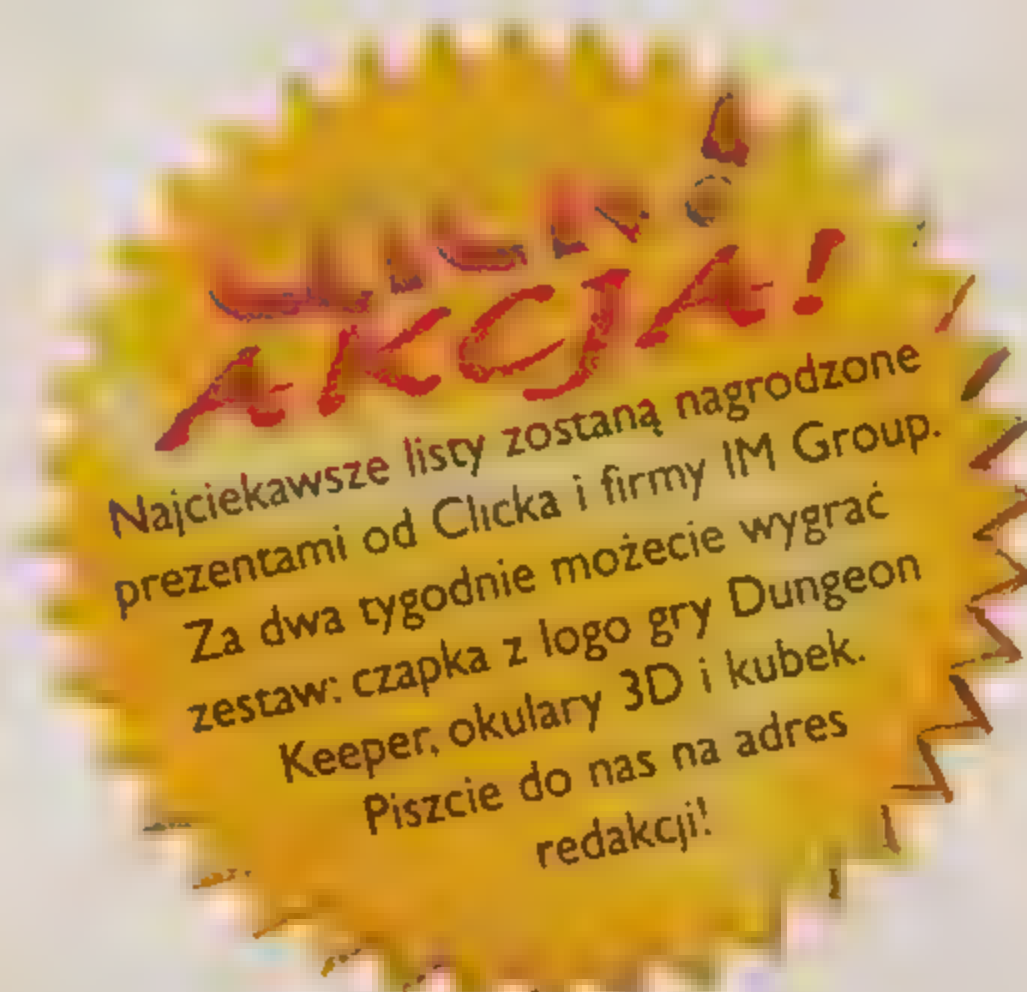 AKCJA!
Najciekawsze listy zostaną nagrodzone
prezentami od Clicka i firmy IM Group.
Za dwa tygodnie możecie wygrać
zestaw: czapka z logo gry Dungeon
Keeper, okulary 3D i kubek.
Piszcie do nas na adres
redakcji!